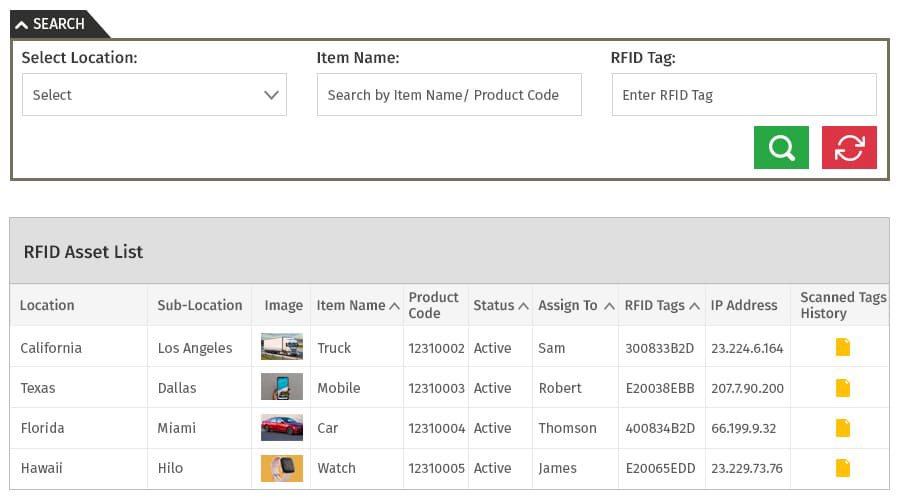 SEARCH
Select Location: Item Name: RFID Tag:
Select Search by Item Name/ Product Code Enter RFID Tag
RFID Asset List
Location Sub-Location Image Item Name Product Code Status Assign To RFID Tags IP Address Scanned Tags History
California Los Angeles Truck 12310002 Active Sam 300833B2D 23.224.6.164
Texas Dallas Mobile 12310003 Active Robert E20038EBB 207.7.90.200
Florida Miami Car 12310004 Active Thomson 400834B2D 66.199.9.32
Hawaii Hilo Watch 12310005 Active James E20065EDD 23.229.73.76